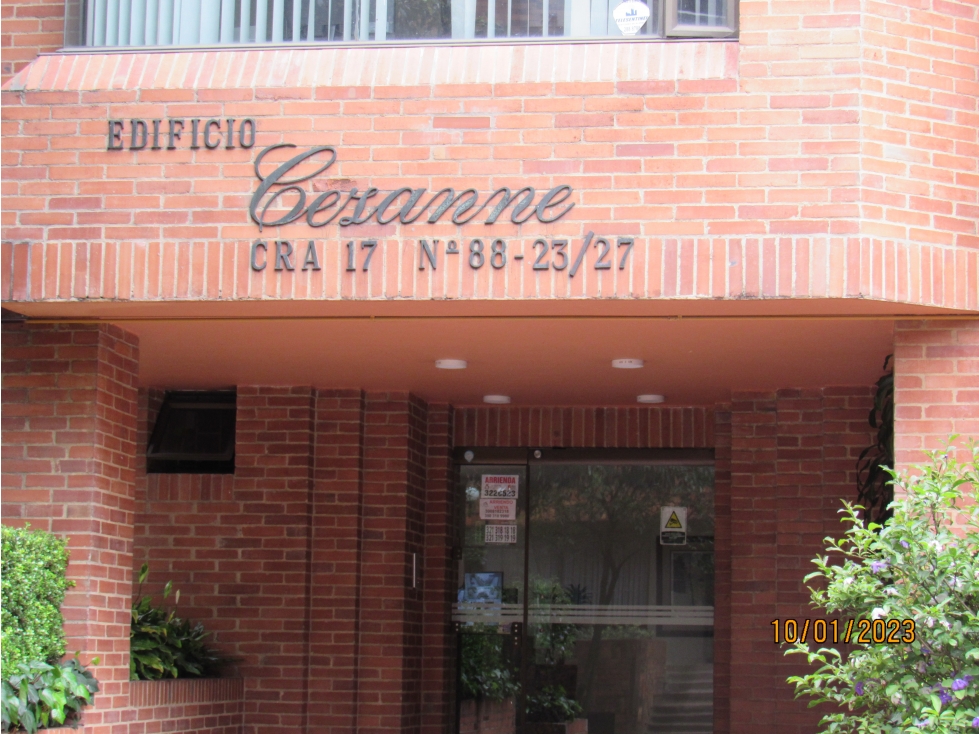 EDIFICIO
Cezanne
CRA 17 Nº 88-23/27
ARRIENDA
10/01/2023